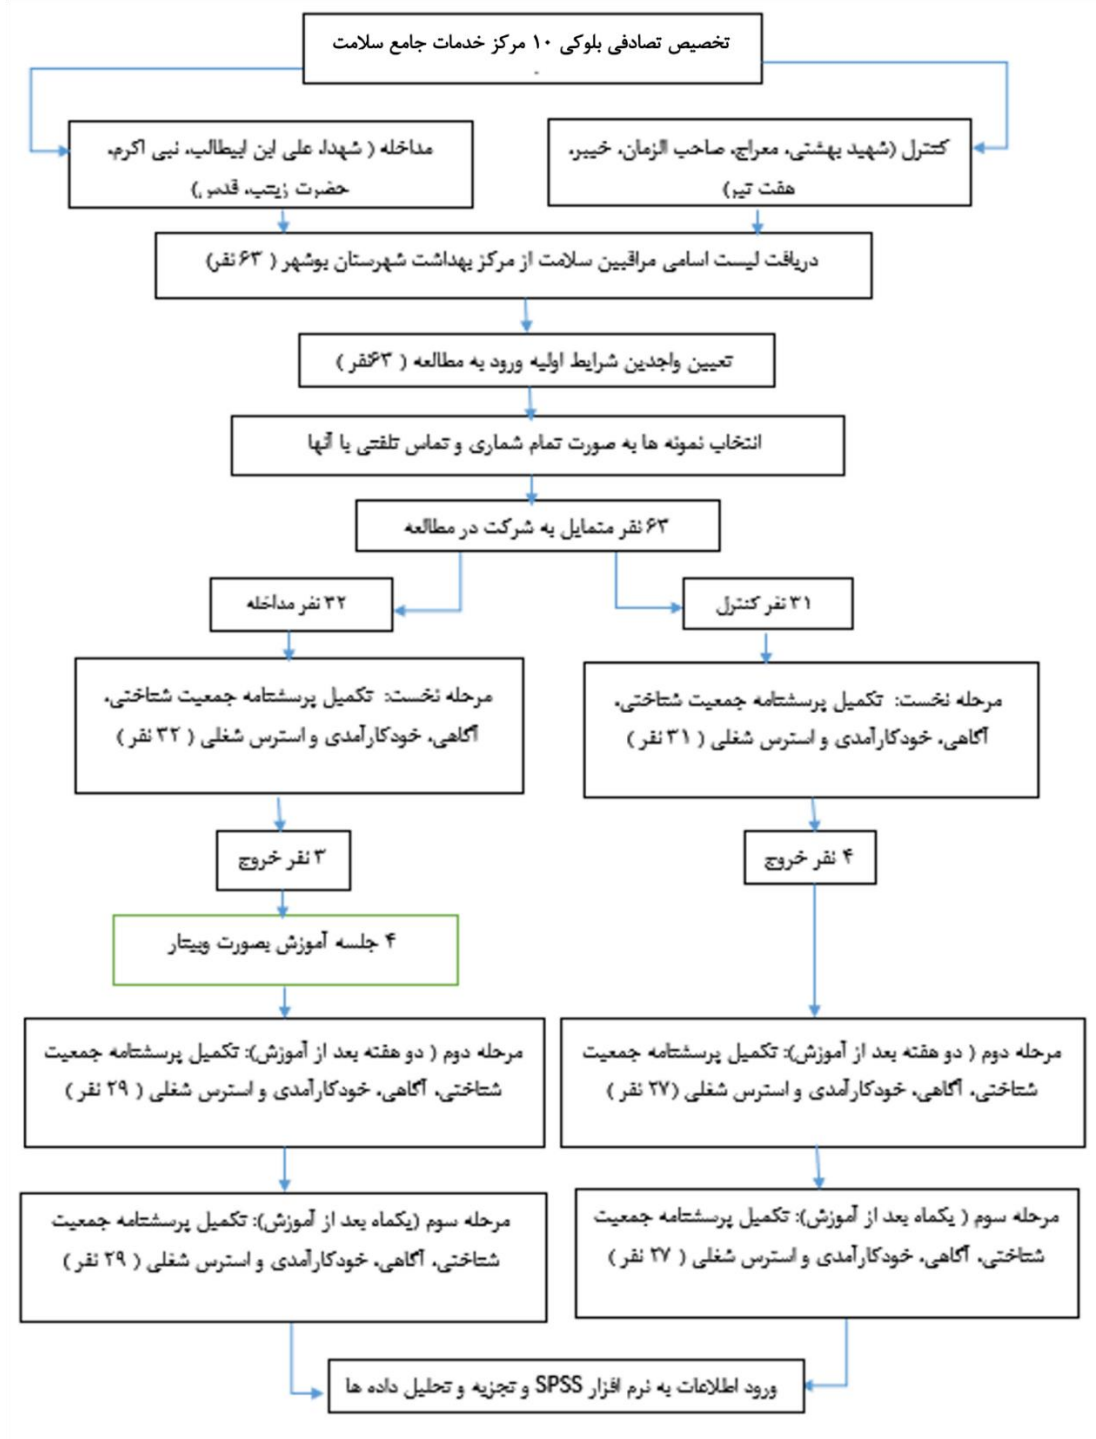 تخصیص تصادفی بلوکی ۱۰ مرکز خدمات جامع سلامت
-
کنترل (شهید بهشتی، معراج، صاحب الزمان، خیبر،
هفت تیر)
مداخله ( شهدا، علی ابن ابیطالب، نبی اکرم،
حضرت زینب، قدس)
دریافت لیست اسامی مراقبین سلامت از مرکز بهداشت شهرستان بوشهر ( ۶۳ نفر)
تعیین واجدین شرایط اولیه ورود به مطالعه ( ۶۳نفر )
انتخاب نمونه ها به صورت تمام شماری و تماس تلفنی با آنها
۶۳ نفر متمایل به شرکت در مطالعه
۳۱ نفر کنترل
۳۲ نفر مداخله
مرحله نخست: تکمیل پرسشنامه جمعیت شناختی،
آگاهی، خودکارآمدی و استرس شغلی ( ۳۱ نفر )
مرحله نخست: تکمیل پرسشنامه جمعیت شناختی،
آگاهی، خودکارآمدی و استرس شغلی ( ۳۲ نفر )
۴ نفر خروج
۳ نفر خروج
۴ جلسه آموزش بصورت وبینار
مرحله دوم ( دو هفته بعد از آموزش): تکمیل پرسشنامه جمعیت
شناختی، آگاهی، خودکارآمدی و استرس شغلی (۲۷ نفر )
مرحله دوم ( دو هفته بعد از آموزش): تکمیل پرسشنامه جمعیت
شناختی، آگاهی، خودکارآمدی و استرس شغلی ( ۲۹ نفر )
مرحله سوم ( یکماه بعد از آموزش): تکمیل پرسشنامه جمعیت
شناختی، آگاهی، خودکارآمدی و استرس شغلی ( ۲۷ نفر )
مرحله سوم (یکماه بعد از آموزش): تکمیل پرسشنامه جمعیت
شناختی، آگاهی، خودکارآمدی و استرس شغلی ( ۲۹ نفر )
ورود اطلاعات به نرم افزار SPSS و تجزیه و تحلیل داده ها